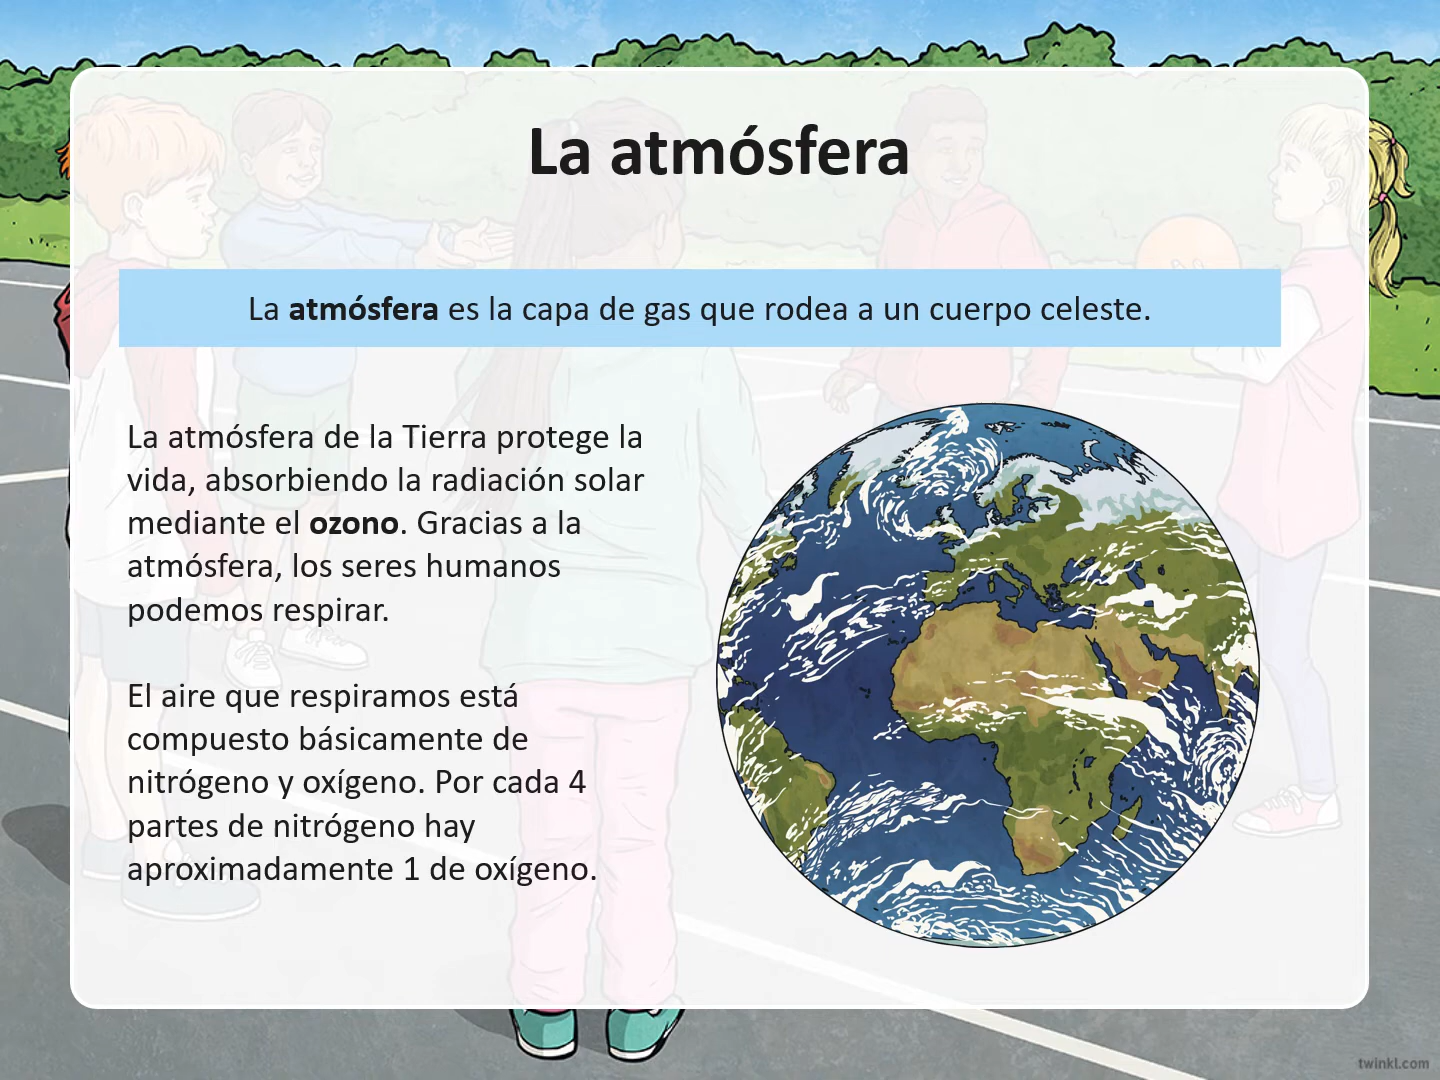 La atmósfera
La atmósfera es la capa de gas que rodea a un cuerpo celeste.
La atmósfera de la Tierra protege la
vida, absorbiendo la radiación solar
mediante el ozono. Gracias a la
atmósfera, los seres humanos
podemos respirar.
El aire que respiramos está
compuesto básicamente de
nitrógeno y oxígeno. Por cada 4
partes de nitrógeno hay
aproximadamente 1 de oxígeno.
twinkl.com